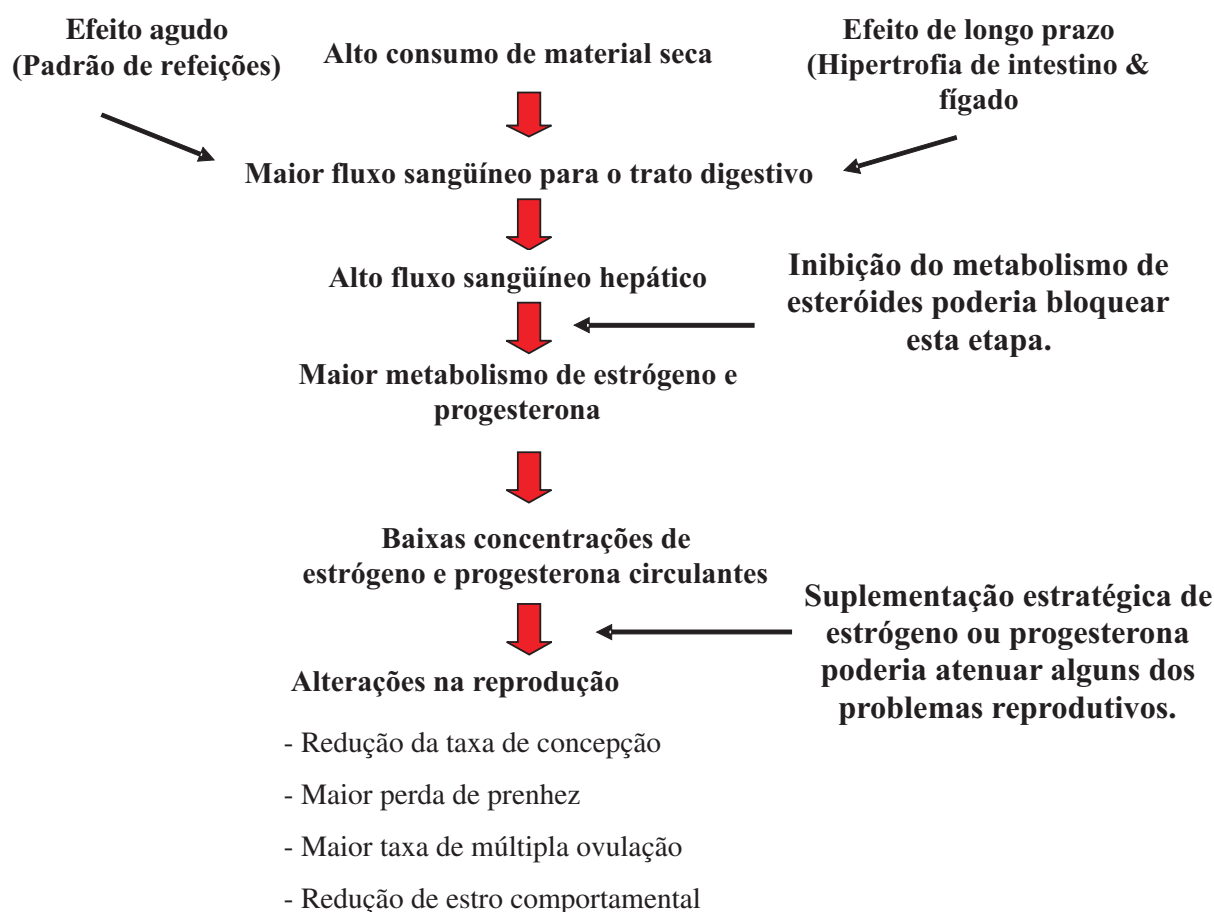 Efeito agudo
(Padrão de refeições)
Alto consumo de material seca
Efeito de longo prazo
(Hipertrofia de intestino &
fígado
Maior fluxo sangüíneo para o trato digestivo
Alto fluxo sangüíneo hepático
Inibição do metabolismo de
esteróides poderia bloquear
esta etapa.
Maior metabolismo de estrógeno e
progesterona
Baixas concentrações de
estrógeno e progesterona circulantes
Suplementação estratégica de
estrógeno ou progesterona
poderia atenuar alguns dos
problemas reprodutivos.
Alterações na reprodução
- Redução da taxa de concepção
- Maior perda de prenhez
- Maior taxa de múltipla ovulação
- Redução de estro comportamental